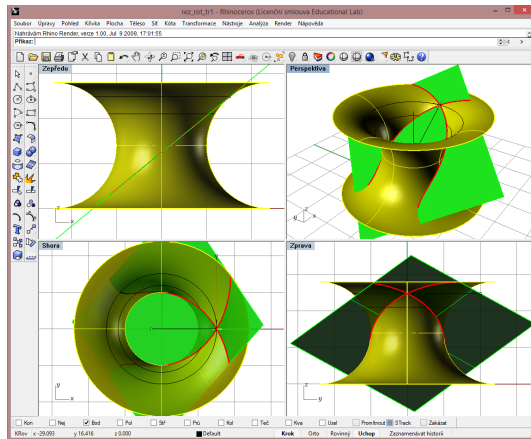 rez_rot_tr1 - Rhinoceros (Licenční smlouva Educational Lab)
Soubor Úpravy Pohled Křivka Plocha Těleso Síť Kóta Transformace Nástroje Analýza Render Nápověda
Nahrávám Rhino Render, verze 1.00, Jul 9 2009, 17:01:55
Příkaz:
Zepředu
Perspektiva
z
x
z
y
x
Shora
Zprava
y
x
z
y
Kon Nej Bod Pol Stř Prů Kol Teč Kva Uzel Promítnout STrack Zakázat
KRov x -29.093 y 16.416 z 0.000 Default Krok Orto Rovinný Uchop Zaznamenávat historii